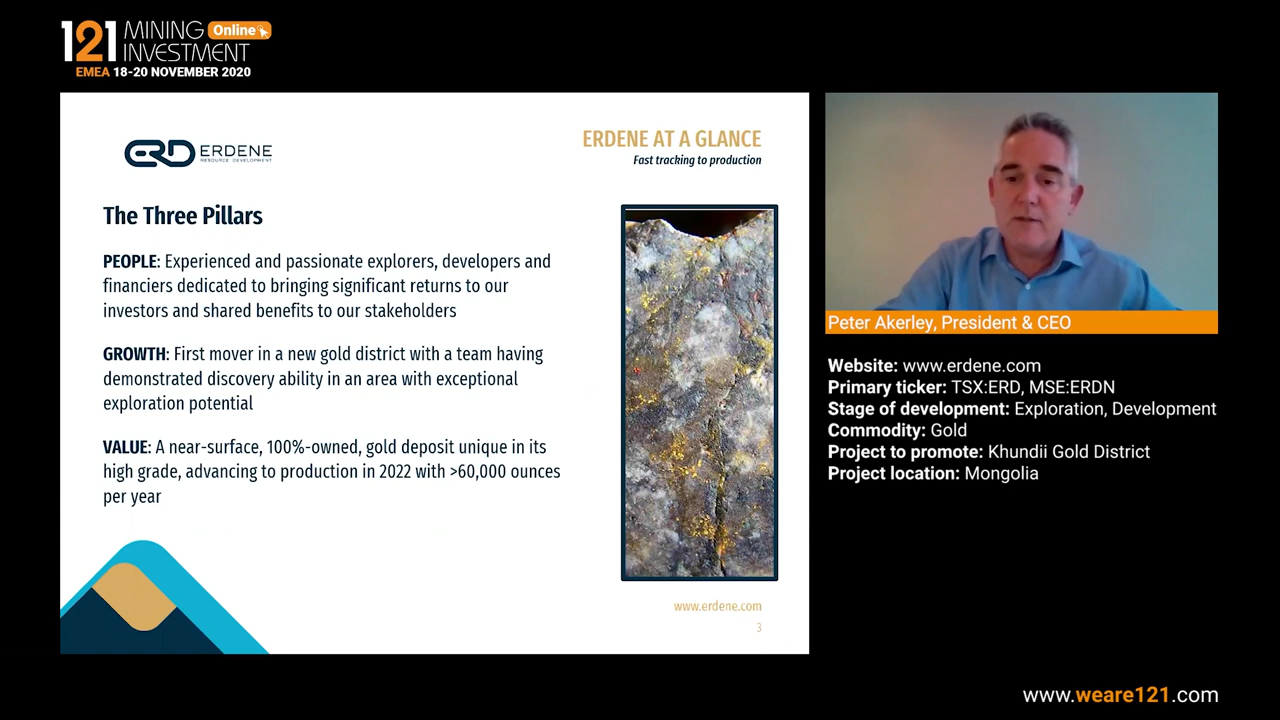 121 MINING Online
INVESTMENT
EMEA 18-20 NOVEMBER 2020
ERD ERDENE
RESOURCE DEVELOPMENT
ERDENE AT A GLANCE
Fast tracking to production
The Three Pillars
PEOPLE: Experienced and passionate explorers, developers and
financiers dedicated to bringing significant returns to our
investors and shared benefits to our stakeholders
GROWTH: First mover in a new gold district with a team having
demonstrated discovery ability in an area with exceptional
exploration potential
VALUE: A near-surface, 100%-owned, gold deposit unique in its
high grade, advancing to production in 2022 with >60,000 ounces
per year
www.erdene.com
3
Peter Akerley, President & CEO
Website: www.erdene.com
Primary ticker: TSX:ERD, MSE:ERDN
Stage of development: Exploration, Development
Commodity: Gold
Project to promote: Khundii Gold District
Project location: Mongolia
www.weare121.com